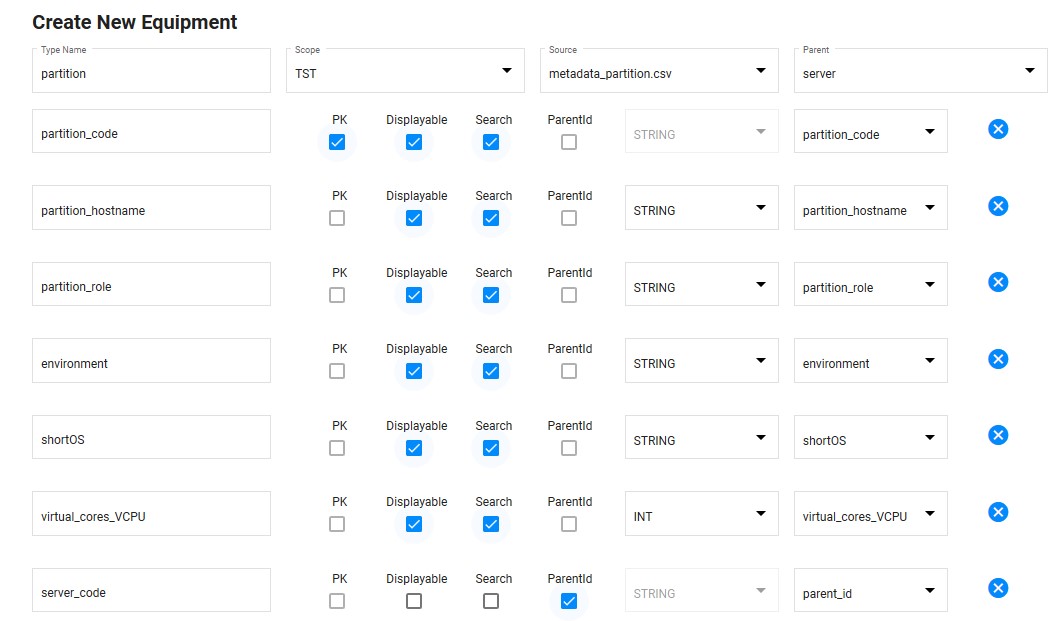 Create New Equipment
Type Name Scope Source Parent
partition TST metadata_partition.csv server
PK Displayable Search ParentId
partition_code STRING partition_code
PK Displayable Search ParentId
partition_hostname STRING partition_hostname
PK Displayable Search ParentId
partition_role STRING partition_role
PK Displayable Search ParentId
environment STRING environment
PK Displayable Search ParentId
shortOS STRING shortOS
PK Displayable Search ParentId
virtual_cores_VCPU INT virtual_cores_VCPU
PK Displayable Search ParentId
server_code STRING parent_id